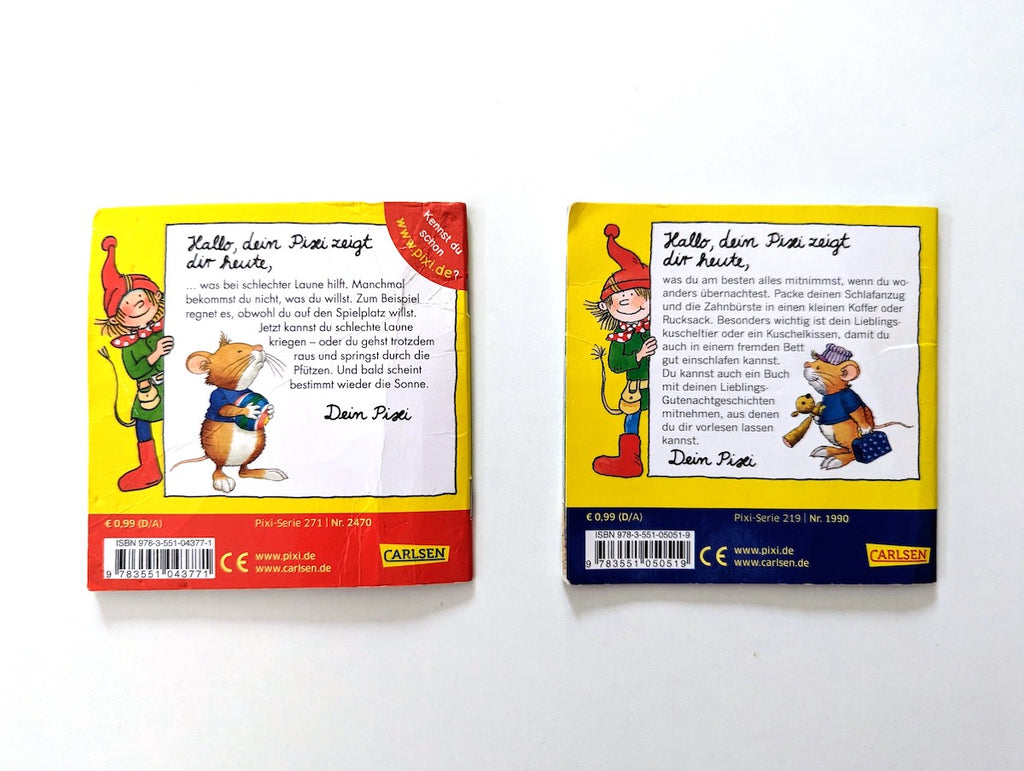 Hallo, dein Pixi zeigt
dir heute,
Kennst du
schon
www.pixi.de?
... was bei schlechter Laune hilft. Manchmal
bekommst du nicht, was du willst. Zum Beispiel
regnet es, obwohl du auf den Spielplatz willst.
Jetzt kannst du schlechte Laune
kriegen – oder du gehst trotzdem
raus und springst durch die
Pfützen. Und bald scheint
bestimmt wieder die Sonne.
Dein Pixi
€ 0,99 (D/A)
Pixi-Serie 271 | Nr. 2470
ISBN 978-3-551-04377-1
9 783551 043771
CE
www.pixi.de
www.carlsen.de
CARLSEN
Hallo, dein Pixi zeigt
dir heute,
was du am besten alles mitnimmst, wenn du wo-
anders übernachtest. Packe deinen Schlafanzug
und die Zahnbürste in einen kleinen Koffer oder
Rucksack. Besonders wichtig ist dein Lieblings-
kuscheltier oder ein Kuschelkissen, damit du
auch in einem fremden Bett
gut einschlafen kannst.
Du kannst auch ein Buch
mit deinen Lieblings-
Gutenachtgeschichten
mitnehmen, aus denen
du dir vorlesen lassen
kannst.
Dein Pixi
€ 0,99 (D/A)
Pixi-Serie 219 | Nr. 1990
ISBN 978-3-551-05051-9
9 783551 050519
CE
www.pixi.de
www.carlsen.de
CARLSEN